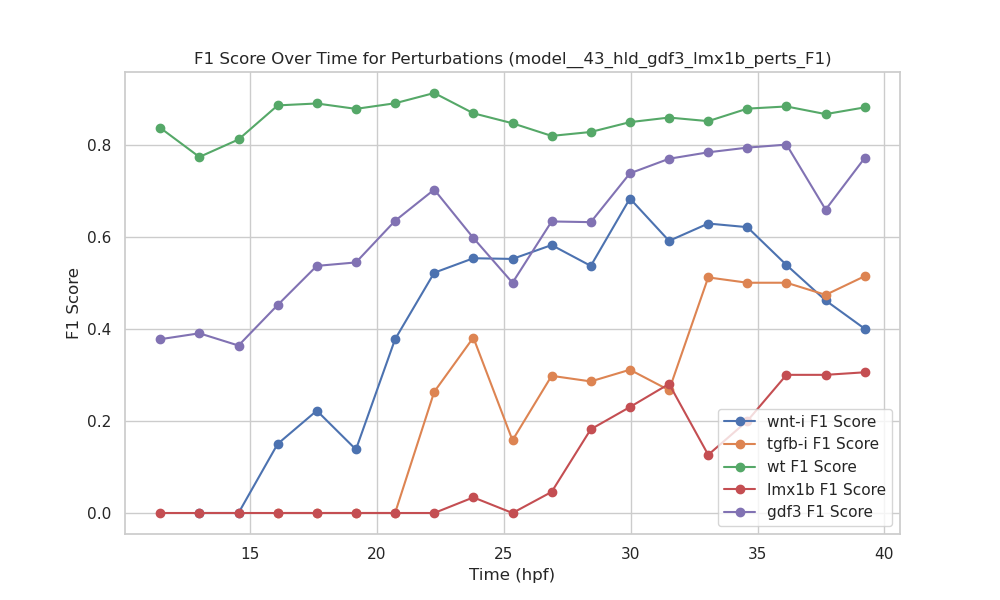 F1 Score Over Time for Perturbations (model__43_hld_gdf3_lmx1b_perts_F1)
F1 Score
0.8
0.6
0.4
0.2
0.0
wnt-i F1 Score
tgfb-i F1 Score
wt F1 Score
lmx1b F1 Score
gdf3 F1 Score
15
20
25
30
35
40
Time (hpf)